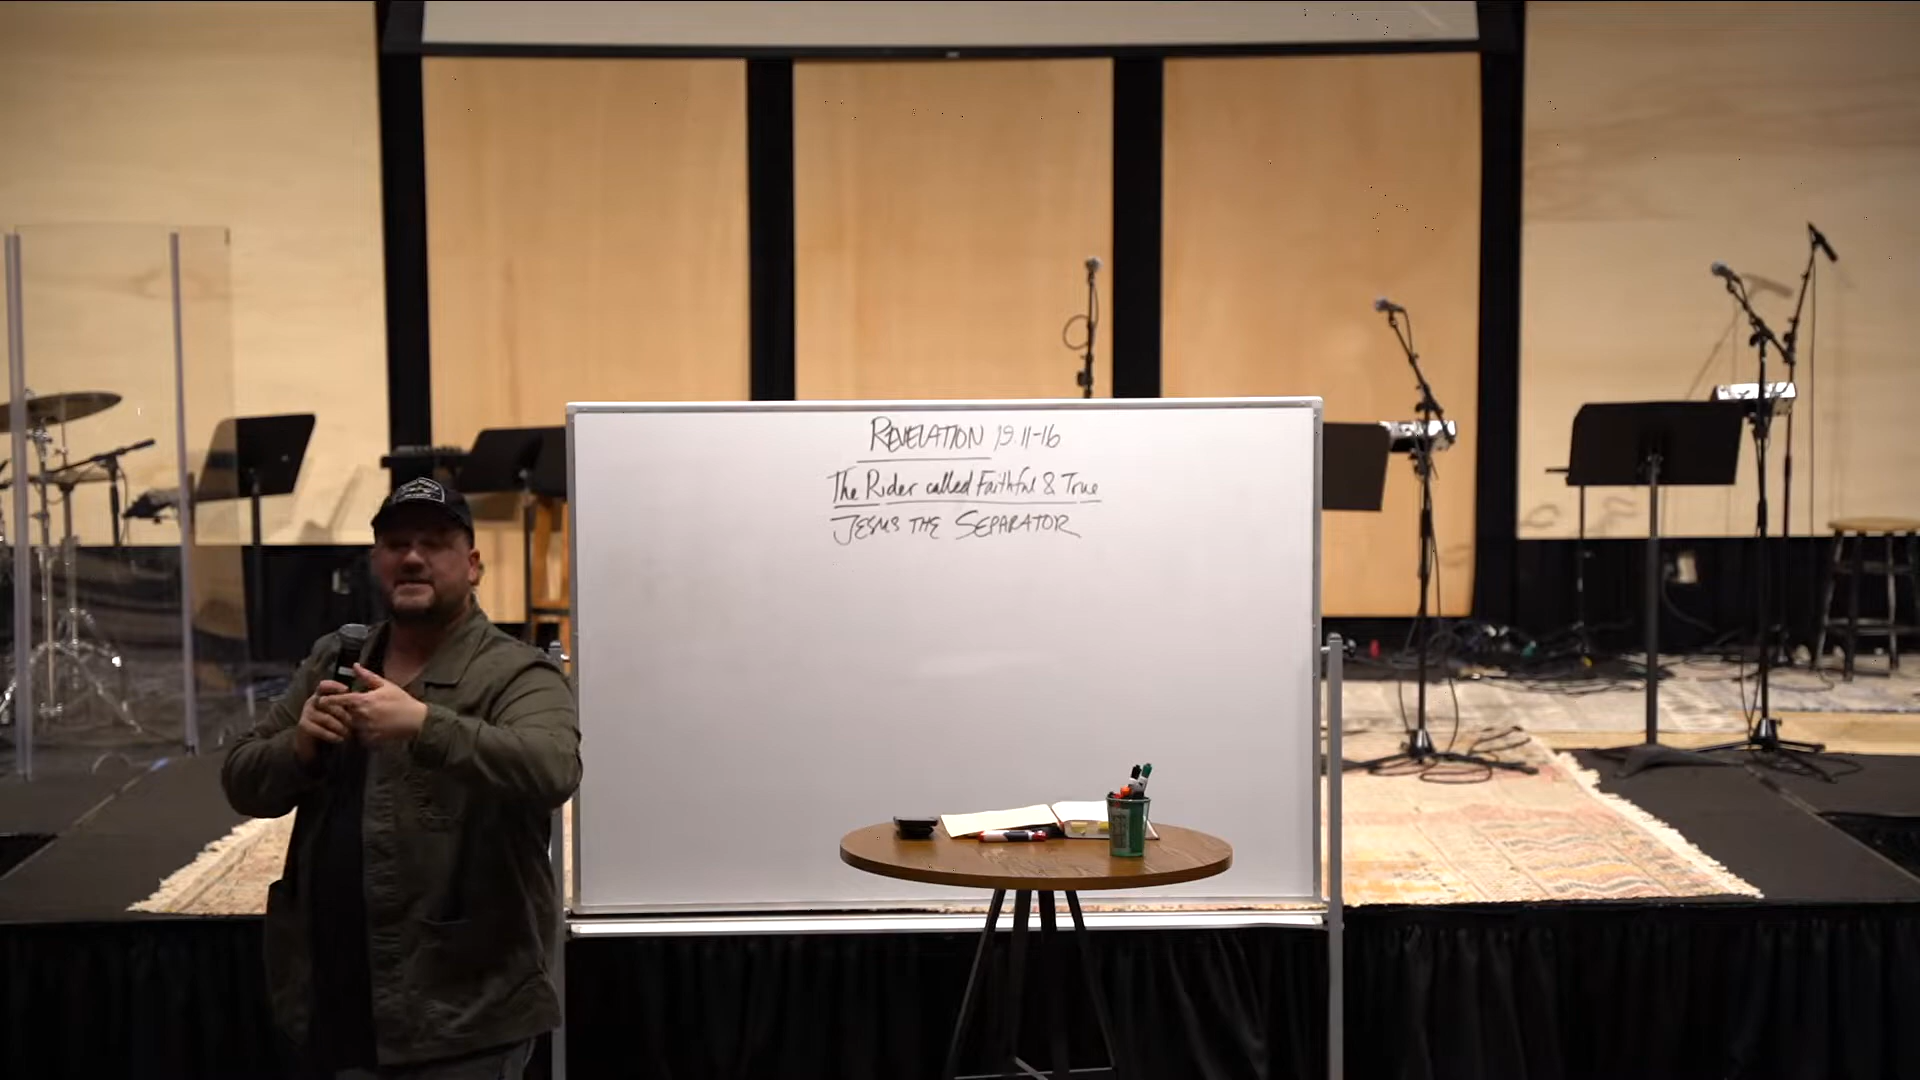 REVELATION 19.11-16
The Rider called Faithful & True
JESUS THE SEPARATOR